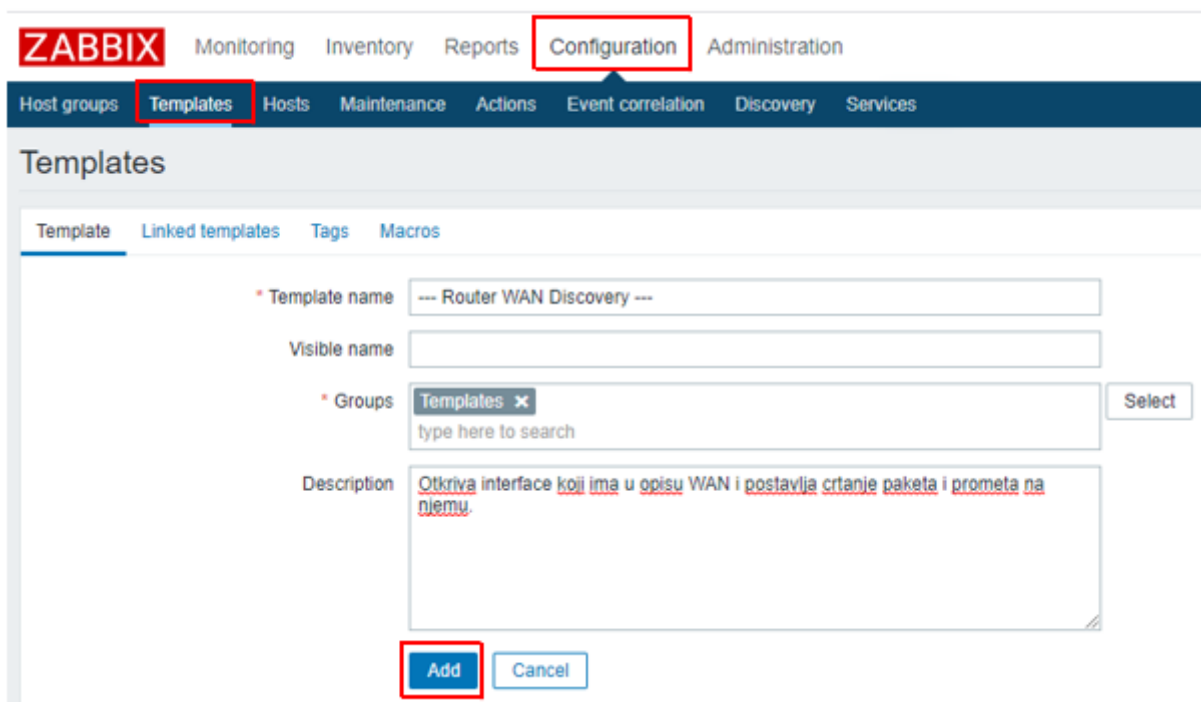 ZABBIX Monitoring Inventory Reports Configuration Administration
Host groups Templates Hosts Maintenance Actions Event correlation Discovery Services
Templates
Template Linked templates Tags Macros
* Template name --- Router WAN Discovery ---
Visible name
* Groups Templates ✕ Select
type here to search
Description Otkriva interface koji ima u opisu WAN i postavlja crtanje paketa i prometa na
njemu.
Add Cancel